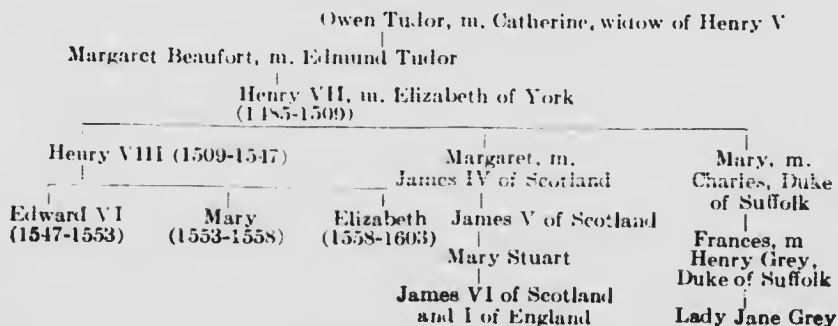 Owen Tudor, m. Catherine, widow of Henry V
Margaret Beaufort, m. Edmund Tudor
Henry VII, m. Elizabeth of York
(1485-1509)
Henry VIII (1509-1547)
Margaret, m.
James IV of Scotland
Mary, m.
Charles, Duke
of Suffolk
Edward VI
(1547-1553)
Mary
(1553-1558)
Elizabeth
(1558-1603)
James V of Scotland
Mary Stuart
James VI of Scotland
and I of England
Frances, m
Henry Grey,
Duke of Suffolk
Lady Jane Grey